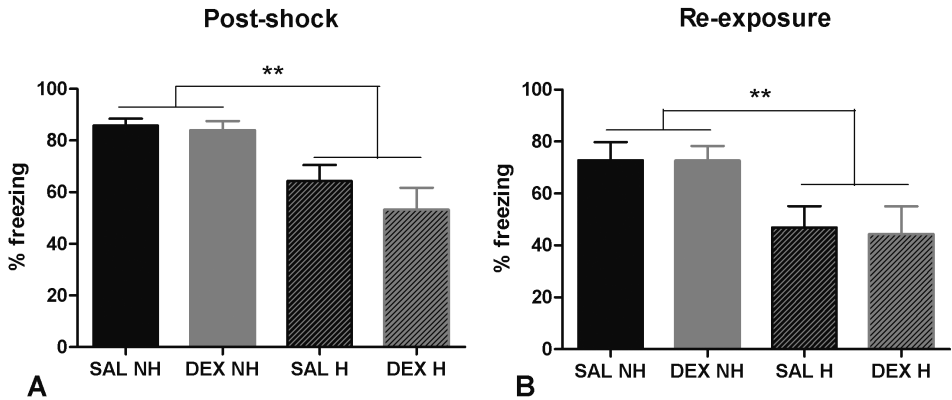 Post-shock
**
100
80
60
40
20
0
% freezing
SAL NH DEX NH SAL H DEX H
A
Re-exposure
**
100
80
60
40
20
0
% freezing
SAL NH DEX NH SAL H DEX H
B